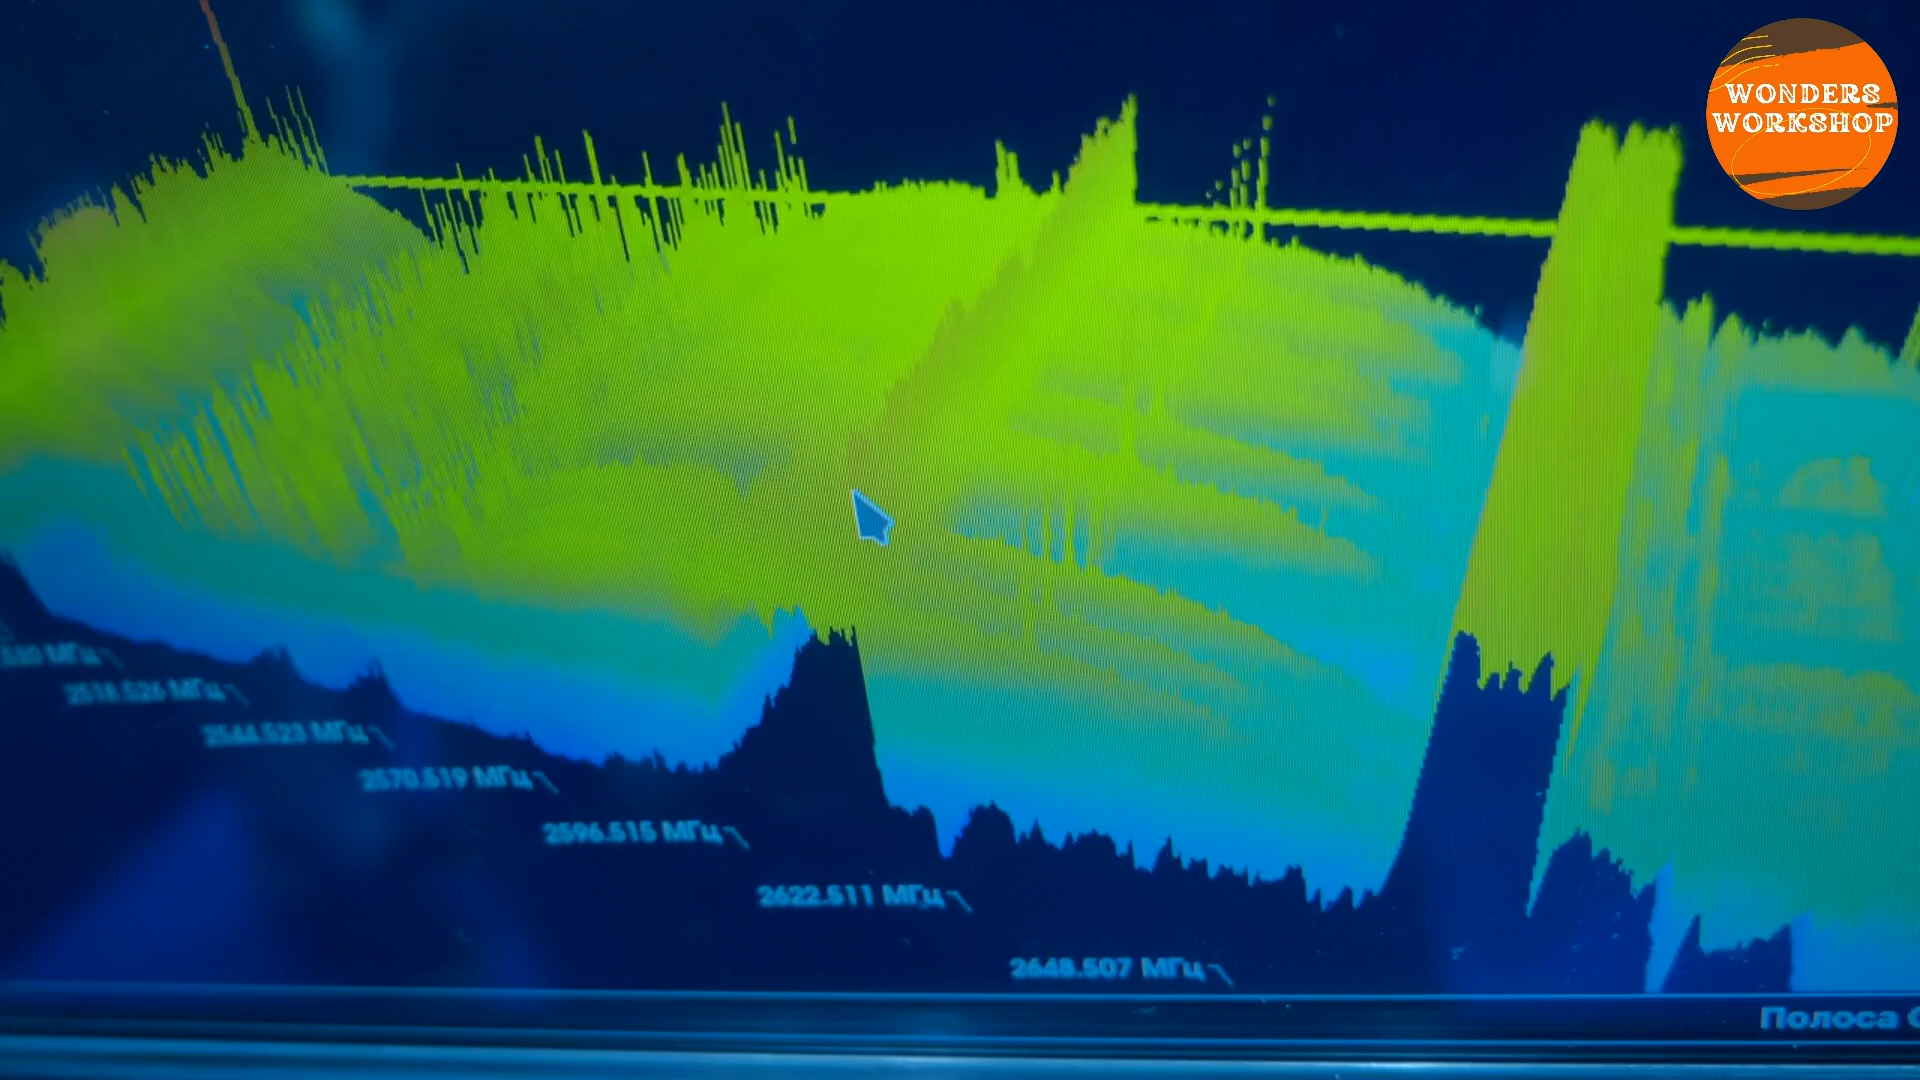 WONDERS
WORKSHOP
2518.526 МГц
2544.523 МГц
2570.519 МГц
2596.515 МГц
2622.511 МГц
2648.507 МГц
Полоса